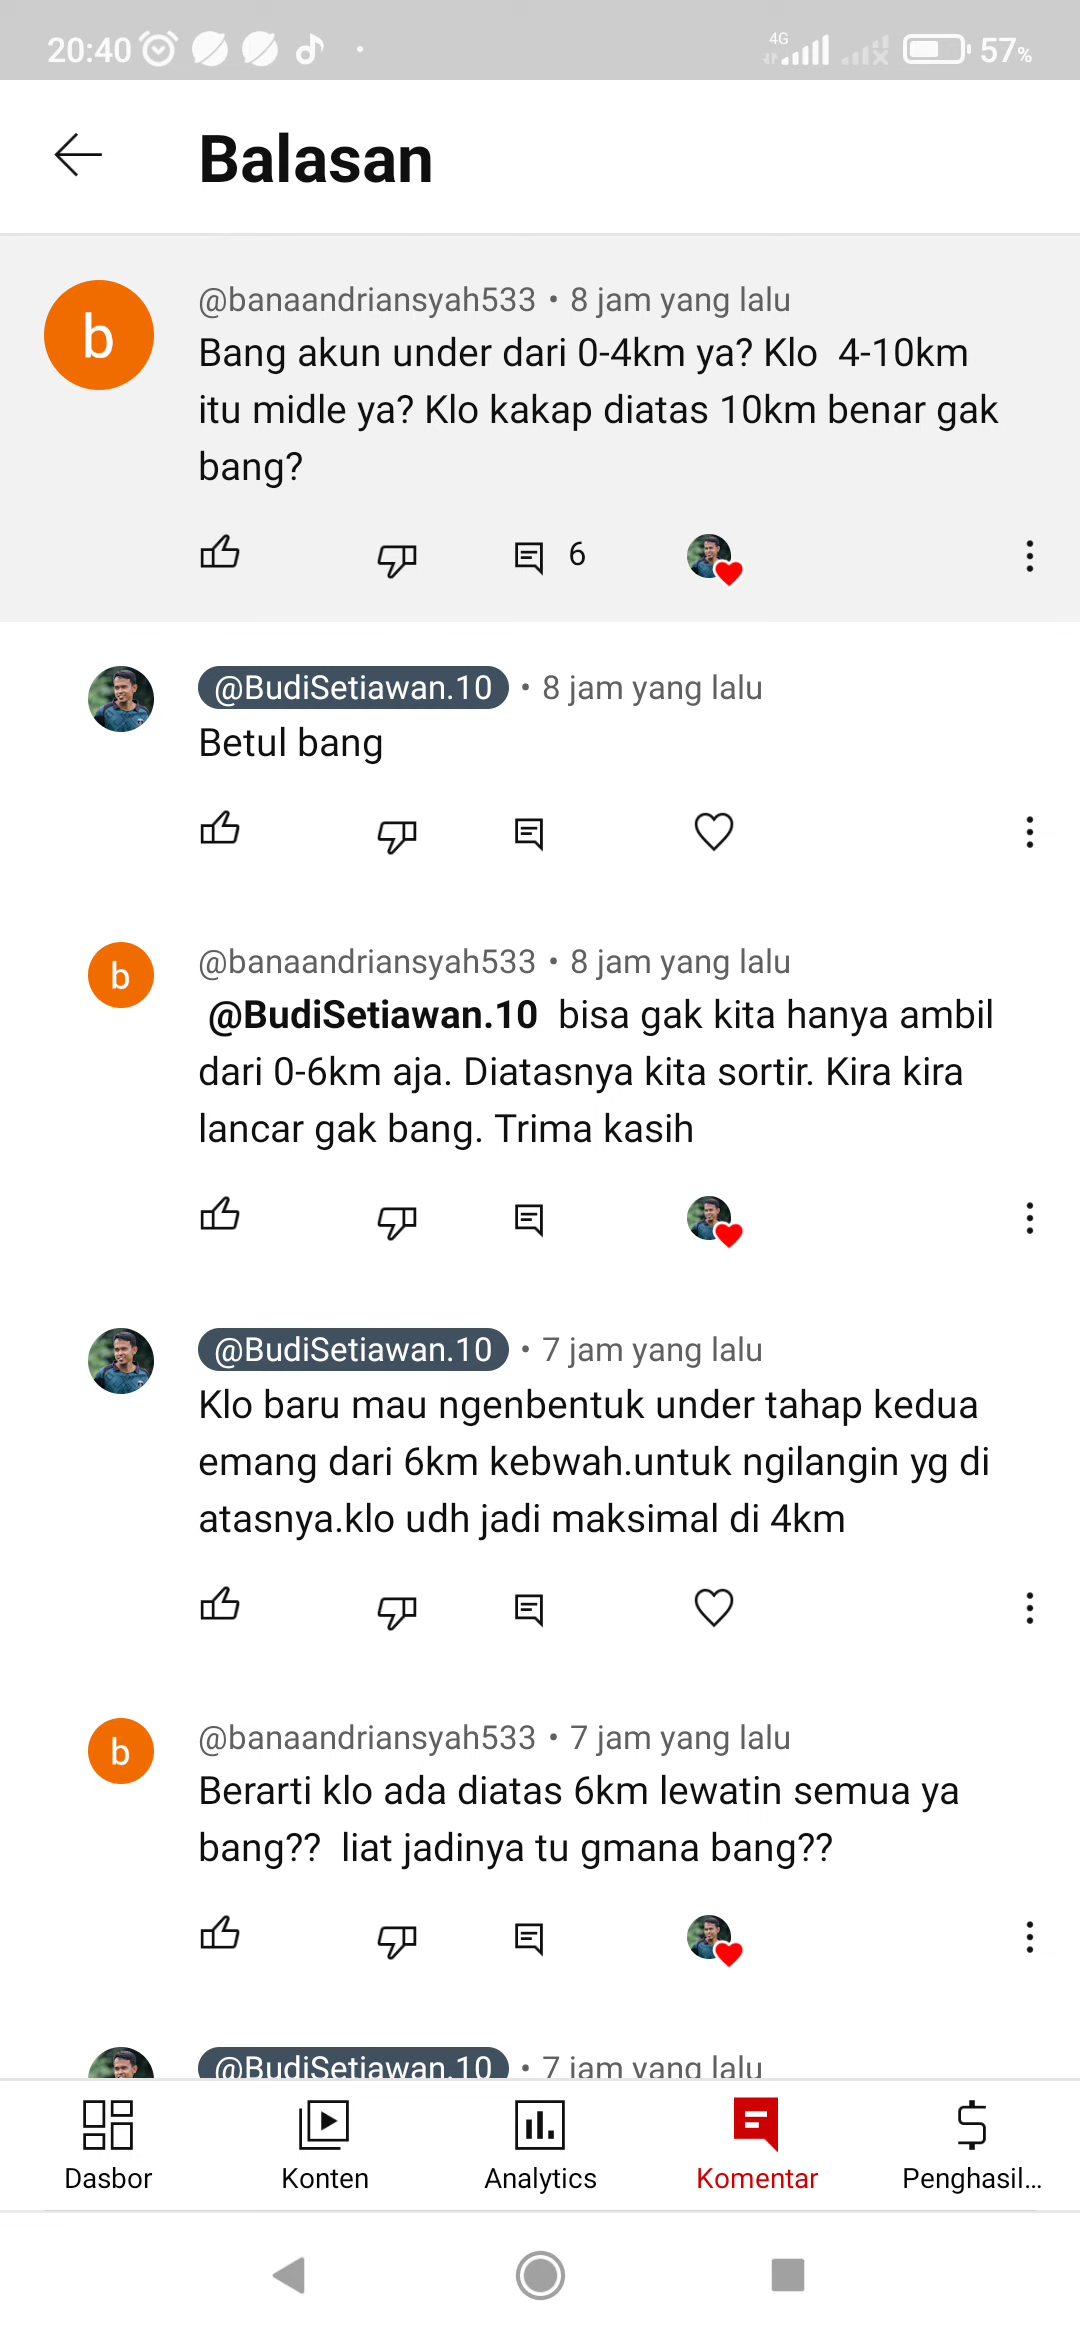 20:40
4G
57%
Balasan
b
@banaandriansyah533 • 8 jam yang lalu
Bang akun under dari 0-4km ya? Klo  4-10km
itu midle ya? Klo kakap diatas 10km benar gak
bang?
6
@BudiSetiawan.10 • 8 jam yang lalu
Betul bang
b
@banaandriansyah533 • 8 jam yang lalu
@BudiSetiawan.10  bisa gak kita hanya ambil
dari 0-6km aja. Diatasnya kita sortir. Kira kira
lancar gak bang. Trima kasih
@BudiSetiawan.10 • 7 jam yang lalu
Klo baru mau ngenbentuk under tahap kedua
emang dari 6km kebwah.untuk ngilangin yg di
atasnya.klo udh jadi maksimal di 4km
b
@banaandriansyah533 • 7 jam yang lalu
Berarti klo ada diatas 6km lewatin semua ya
bang??  liat jadinya tu gmana bang??
@BudiSetiawan.10 • 7 jam yang lalu
Dasbor
Konten
Analytics
Komentar
Penghasil...